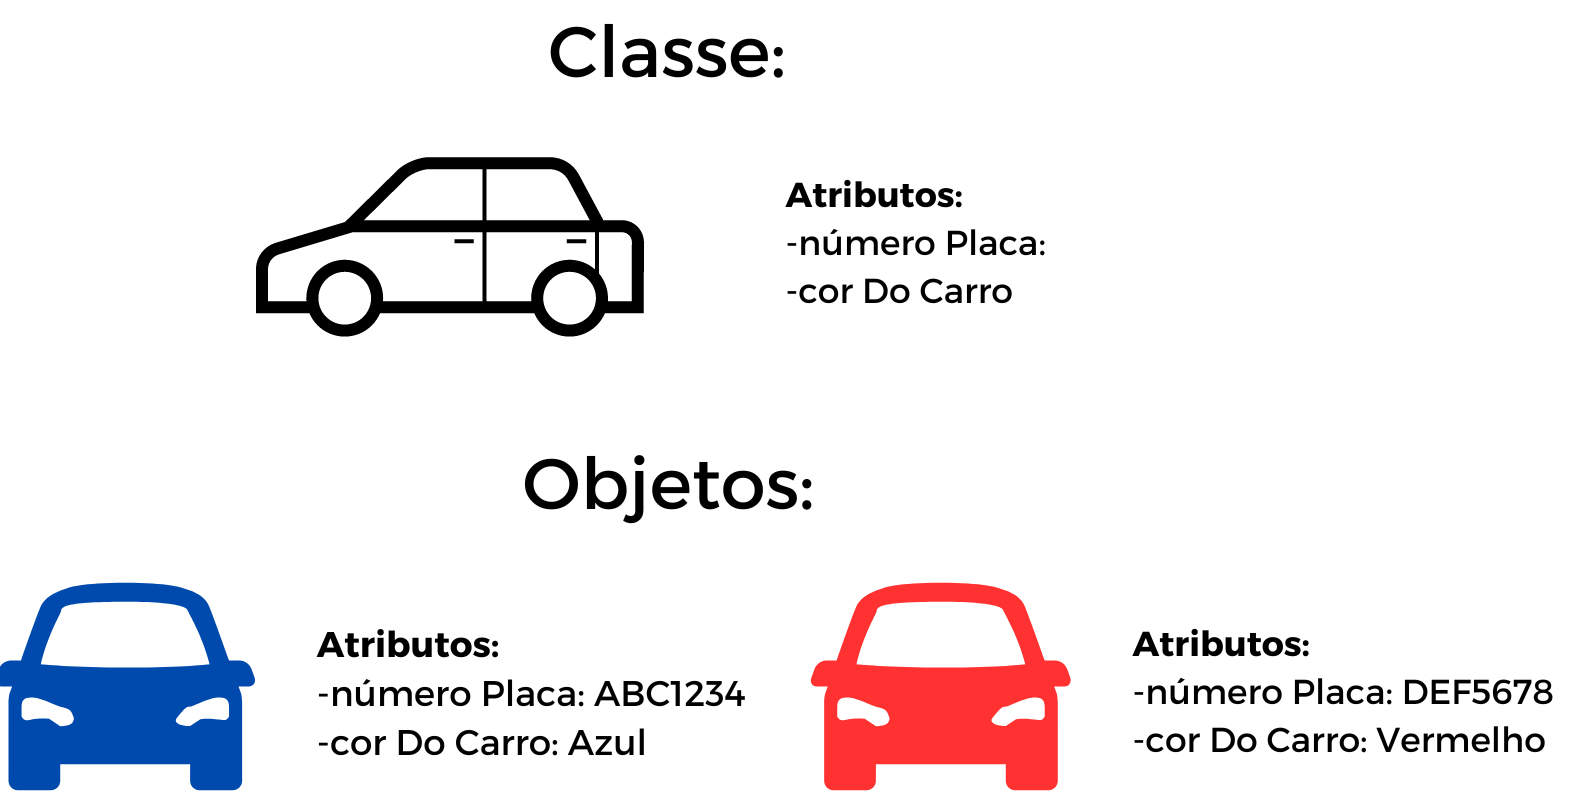 Classe:
Atributos:
-número Placa:
-cor Do Carro
Objetos:
Atributos:
-número Placa: ABC1234
-cor Do Carro: Azul
Atributos:
-número Placa: DEF5678
-cor Do Carro: Vermelho